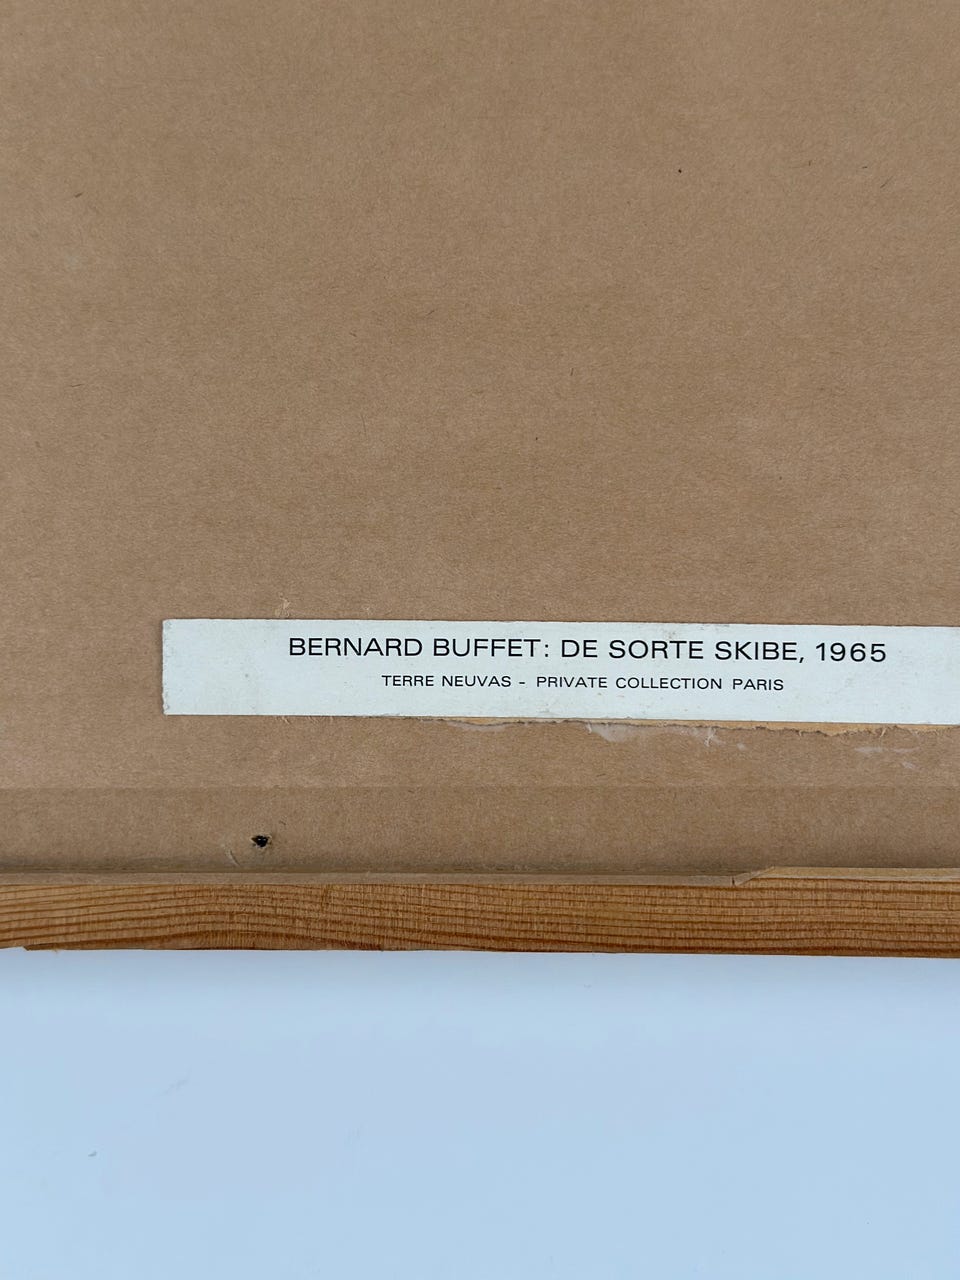 BERNARD BUFFET: DE SORTE SKIBE, 1965
TERRE NEUVAS - PRIVATE COLLECTION PARIS